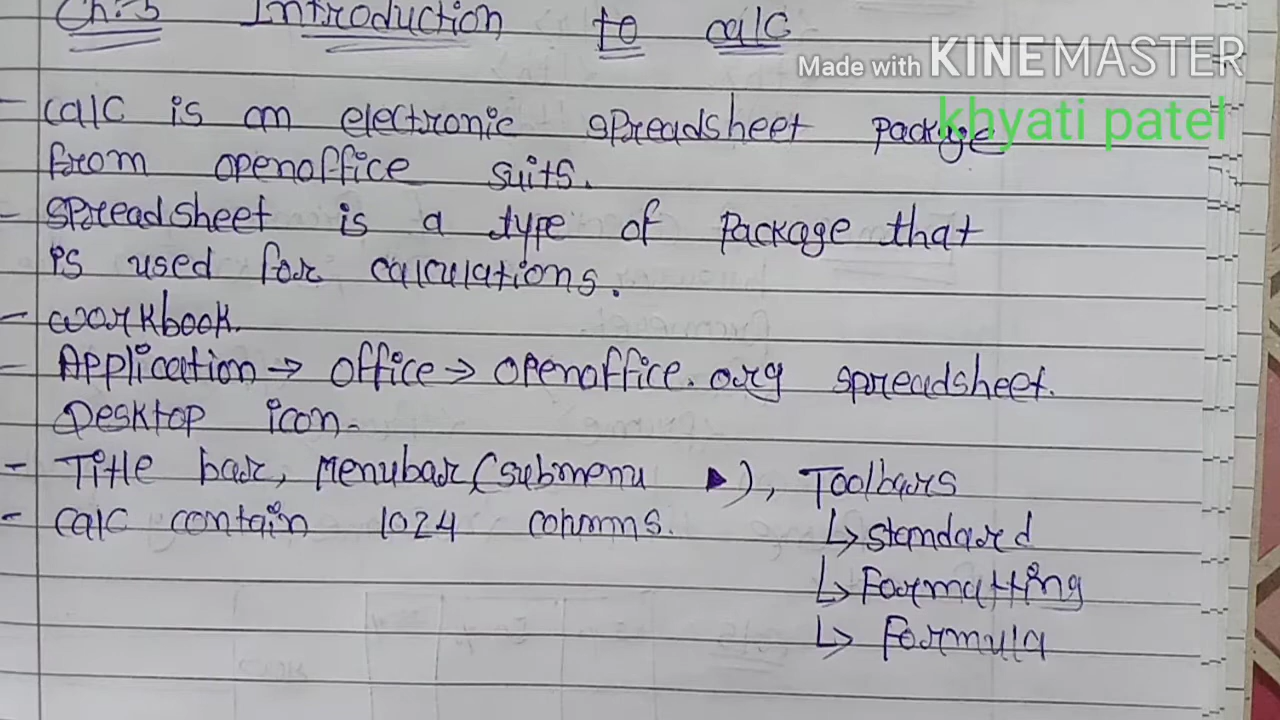 Ch:5 Introduction to calc
Made with KINEMASTER
khyati patel
- calc is an electronic spreadsheet package
from openoffice suits.
- spreadsheet is a type of package that
is used for calculations.
- workbook.
- Application → office → openoffice.org spreadsheet.
Desktop icon-
- Title bar, Menubar (submenu ▶), Toolbars
- calc contain 1024 columns.
↳ standard
↳ Formatting
↳ Formula